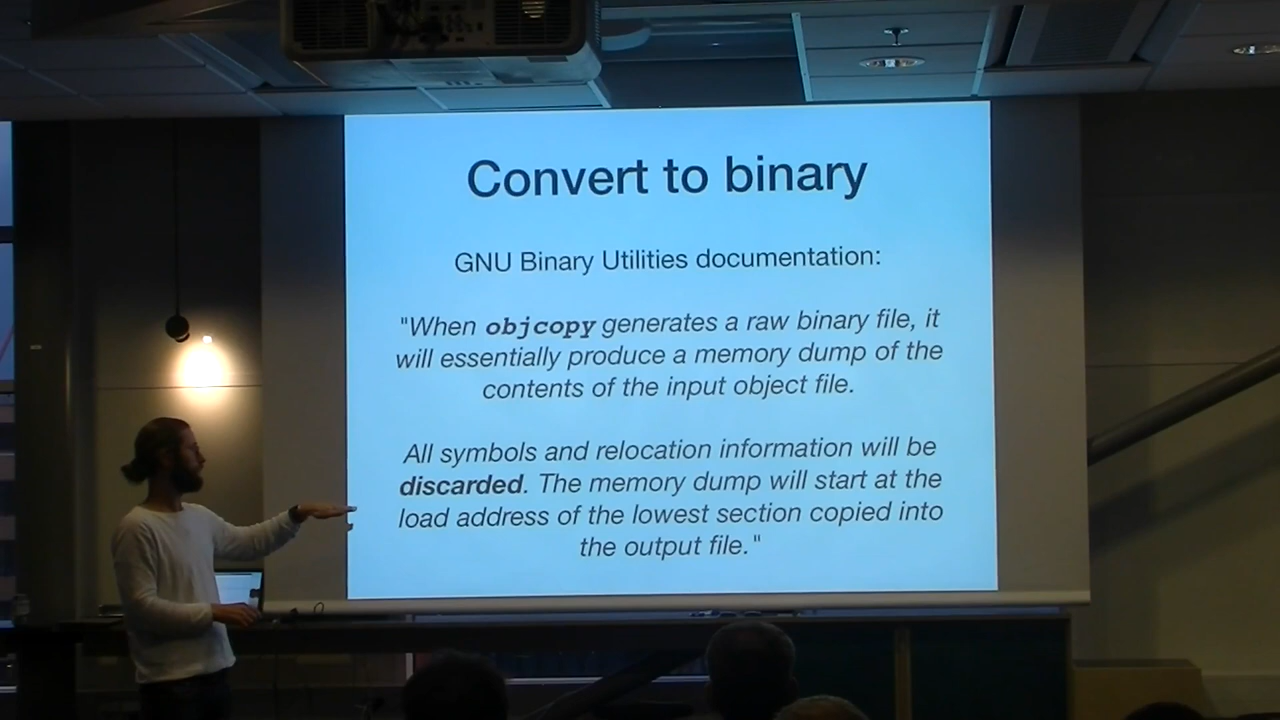 Convert to binary
GNU Binary Utilities documentation:
"When objcopy generates a raw binary file, it
will essentially produce a memory dump of the
contents of the input object file.
All symbols and relocation information will be
discarded. The memory dump will start at the
load address of the lowest section copied into
the output file."